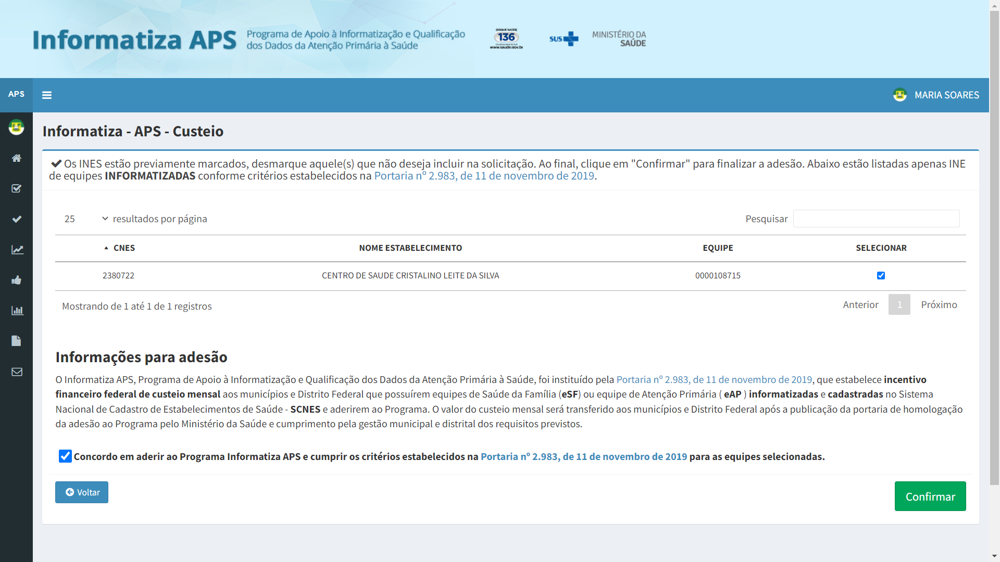 Informatiza APS
Programa de Apoio à Informatização e Qualificação
dos Dados da Atenção Primária à Saúde
DISQUE SAÚDE
136
www.saude.gov.br
SUS
MINISTÉRIO DA
SAÚDE
APS
MARIA SOARES
Informatiza - APS - Custeio
Os INES estão previamente marcados, desmarque aquele(s) que não deseja incluir na solicitação. Ao final, clique em "Confirmar" para finalizar a adesão. Abaixo estão listadas apenas INE
de equipes INFORMATIZADAS conforme critérios estabelecidos na Portaria nº 2.983, de 11 de novembro de 2019.
25 resultados por página
Pesquisar
CNES NOME ESTABELECIMENTO EQUIPE SELECIONAR
2380722 CENTRO DE SAUDE CRISTALINO LEITE DA SILVA 0000108715
Mostrando de 1 até 1 de 1 registros
Anterior 1 Próximo
Informações para adesão
O Informatiza APS, Programa de Apoio à Informatização e Qualificação dos Dados da Atenção Primária à Saúde, foi instituído pela Portaria nº 2.983, de 11 de novembro de 2019, que estabelece incentivo
financeiro federal de custeio mensal aos municípios e Distrito Federal que possuírem equipes de Saúde da Família (eSF) ou equipe de Atenção Primária ( eAP ) informatizadas e cadastradas no Sistema
Nacional de Cadastro de Estabelecimentos de Saúde - SCNES e aderirem ao Programa. O valor do custeio mensal será transferido aos municípios e Distrito Federal após a publicação da portaria de homologação
da adesão ao Programa pelo Ministério da Saúde e cumprimento pela gestão municipal e distrital dos requisitos previstos.
Concordo em aderir ao Programa Informatiza APS e cumprir os critérios estabelecidos na Portaria nº 2.983, de 11 de novembro de 2019 para as equipes selecionadas.
Voltar
Confirmar